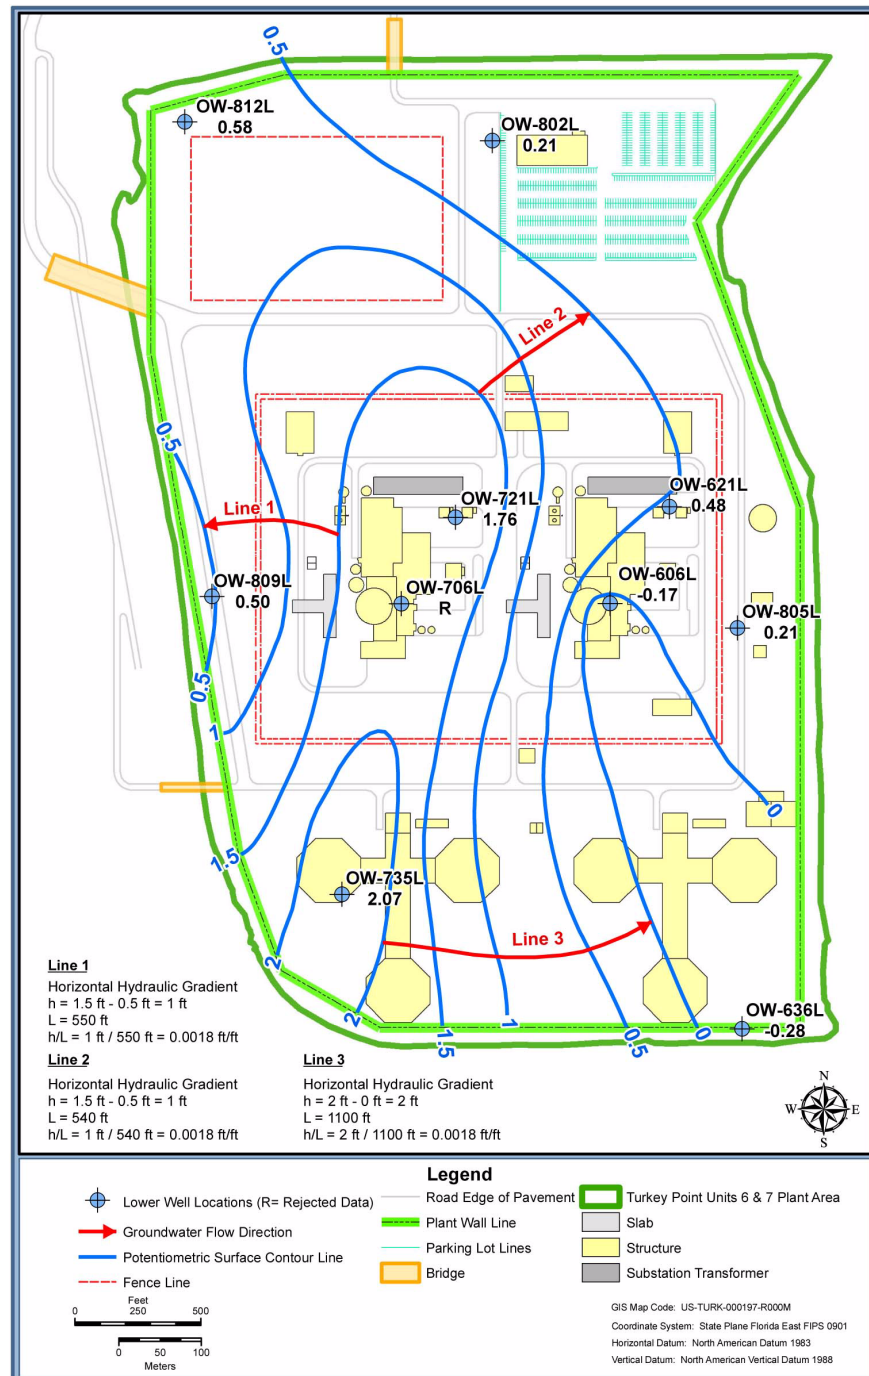 0.5
OW-812L
0.58
OW-802L
0.21
Line 2
0.5
OW-721L
1.76
OW-621L
0.48
Line 1
OW-809L
0.50
OW-706L
R
OW-606L
-0.17
OW-805L
0.21
0.5
1
0
1.5
OW-735L
2.07
Line 3
2
2
1.5
1
0.5
0
OW-636L
-0.28
Line 1
Horizontal Hydraulic Gradient
h = 1.5 ft - 0.5 ft = 1 ft
L = 550 ft
h/L = 1 ft / 550 ft = 0.0018 ft/ft
Line 2
Horizontal Hydraulic Gradient
h = 1.5 ft - 0.5 ft = 1 ft
L = 540 ft
h/L = 1 ft / 540 ft = 0.0018 ft/ft
Line 3
Horizontal Hydraulic Gradient
h = 2 ft - 0 ft = 2 ft
L = 1100 ft
h/L = 2 ft / 1100 ft = 0.0018 ft/ft
N
W E
S
Legend
Lower Well Locations (R= Rejected Data)
Groundwater Flow Direction
Potentiometric Surface Contour Line
Fence Line
Road Edge of Pavement
Plant Wall Line
Parking Lot Lines
Bridge
Turkey Point Units 6 & 7 Plant Area
Slab
Structure
Substation Transformer
Feet
0 250 500
0 50 100
Meters
GIS Map Code: US-TURK-000197-R000M
Coordinate System: State Plane Florida East FIPS 0901
Horizontal Datum: North American Datum 1983
Vertical Datum: North American Vertical Datum 1988